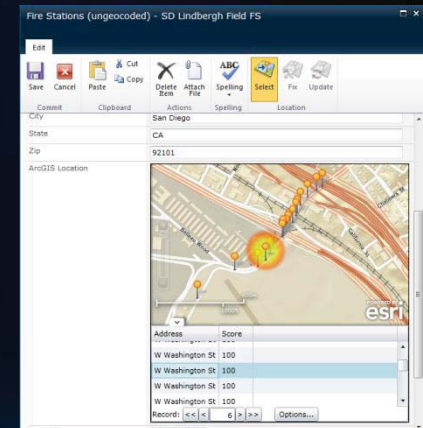 Fire Stations (ungeocoded) - SD Lindbergh Field FS
Edit
Save
Cancel
Paste
Cut
Copy
Delete Item
Attach File
ABC
Spelling
Select
Fix
Update
Commit
Clipboard
Actions
Spelling
Location
City
San Diego
State
CA
Zip
92101
ArcGIS Location
esri
Address Score
W Washington St 100
W Washington St 100
W Washington St 100
W Washington St 100
Record: << < 6 > >> Options...